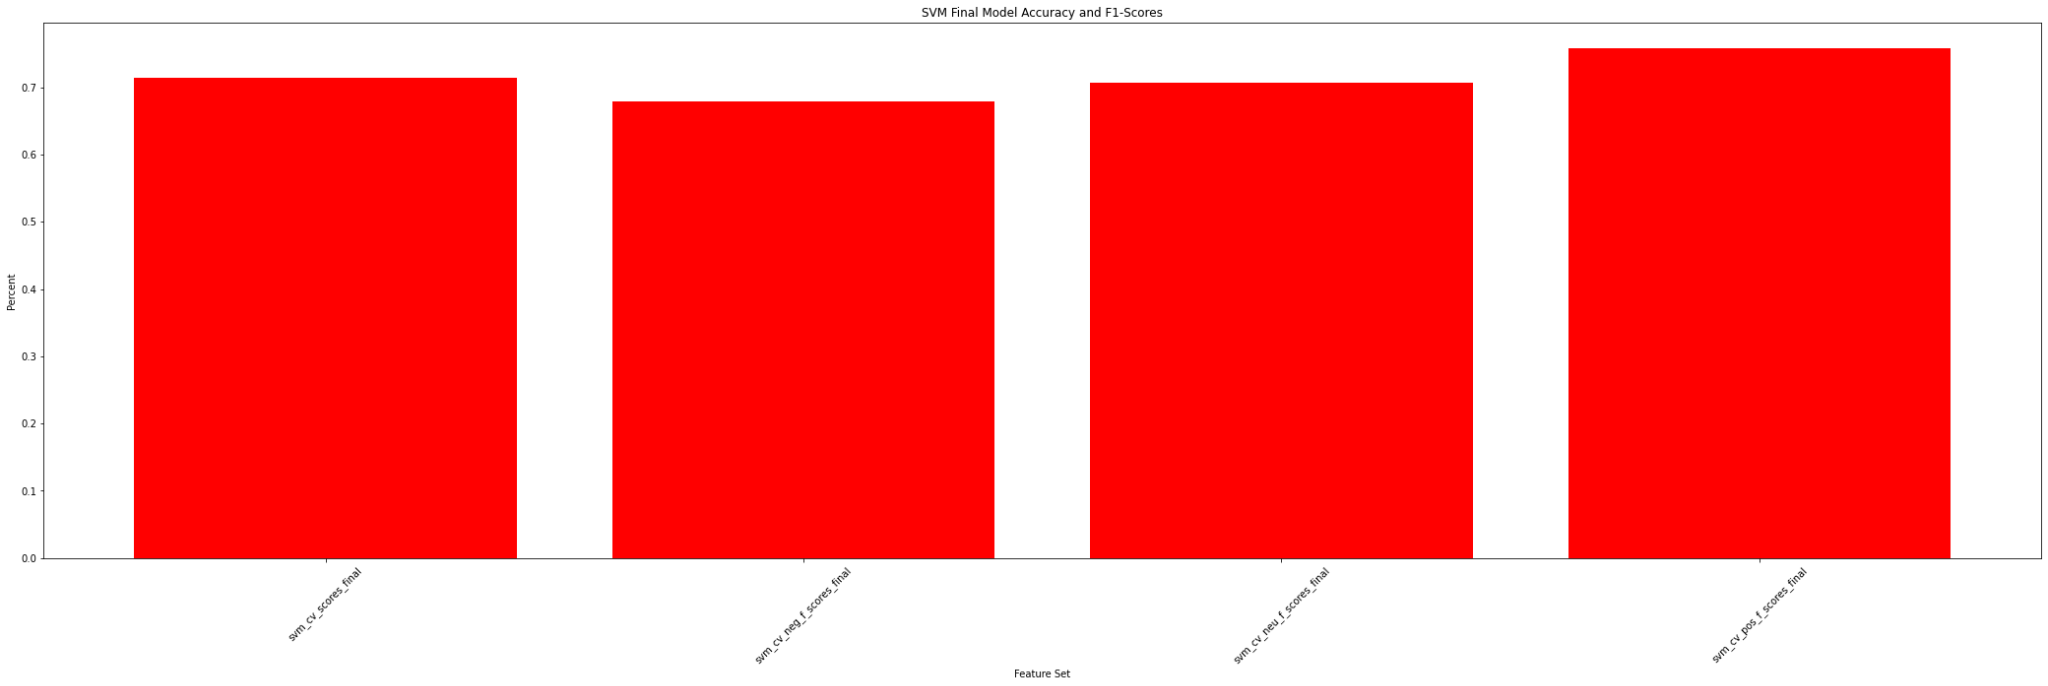 SVM Final Model Accuracy and F1-Scores
0.7
0.6
0.5
0.4
0.3
0.2
0.1
0.0
Percent
svm_cv_scores_final
svm_cv_neg_f_scores_final
svm_cv_neu_f_scores_final
svm_cv_pos_f_scores_final
Feature Set